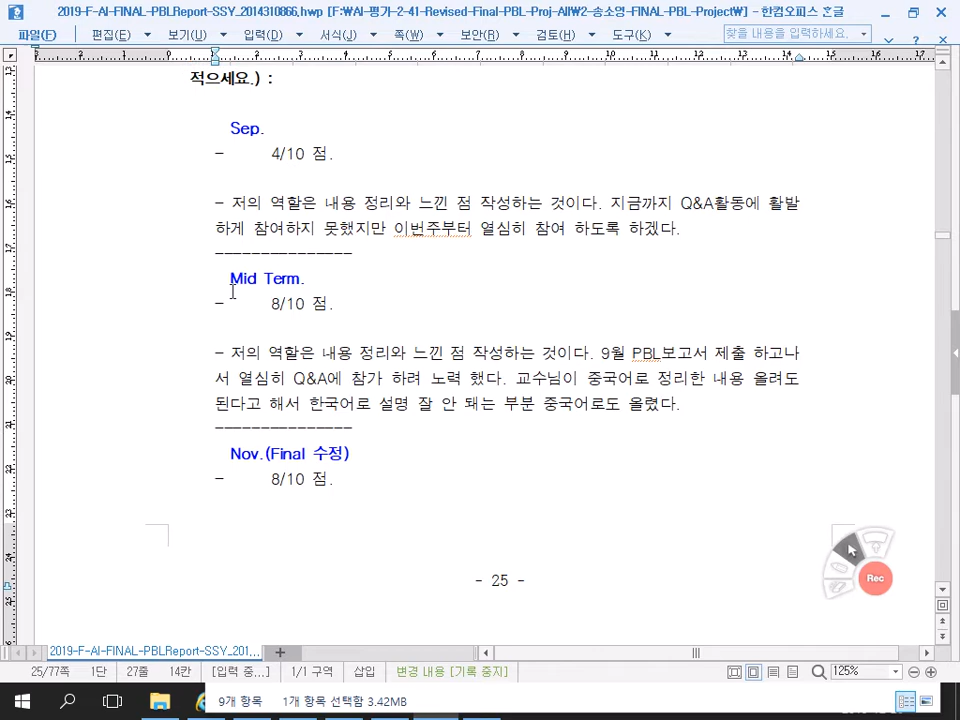 2019-F-AI-FINAL-PBLReport-SSY_2014310866.hwp [F:₩AI-평가-2-41-Revised-Final-PBL-Proj-All₩2-송소영-FINAL-PBL-Project₩] - 한컴오피스 한글
파일(F) 편집(E) 보기(U) 입력(D) 서식(J) 쪽(W) 보안(R) 검토(H) 도구(K) 찾을 내용을 입력하세요.
적으세요.) :
Sep.
- 4/10 점.
- 저의 역할은 내용 정리와 느낀 점 작성하는 것이다. 지금까지 Q&A활동에 활발
하게 참여하지 못했지만 이번주부터 열심히 참여 하도록 하겠다.
---------------
Mid Term.
- 8/10 점.
- 저의 역할은 내용 정리와 느낀 점 작성하는 것이다. 9월 PBL보고서 제출 하고나
서 열심히 Q&A에 참가 하려 노력 했다. 교수님이 중국어로 정리한 내용 올려도
된다고 해서 한국어로 설명 잘 안 돼는 부분 중국어로도 올렸다.
---------------
Nov.(Final 수정)
- 8/10 점.
- 25 -
Rec
2019-F-AI-FINAL-PBLReport-SSY_201...
25/77쪽 1단 27줄 14칸 [입력 중...] 1/1 구역 삽입 변경 내용 [기록 중지] 125%
9개 항목 1개 항목 선택함 3.42MB